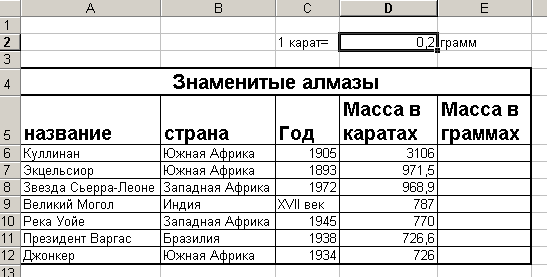 A B C D E
1
2 1 карат= 0,2 грамм
3
4 Знаменитые алмазы
5 название страна Год Масса в каратах Масса в граммах
6 Куллинан Южная Африка 1905 3106
7 Экцельсиор Южная Африка 1893 971,5
8 Звезда Сьерра-Леоне Западная Африка 1972 968,9
9 Великий Могол Индия XVII век 787
10 Река Уойе Западная Африка 1945 770
11 Президент Варгас Бразилия 1938 726,6
12 Джонкер Южная Африка 1934 726
13